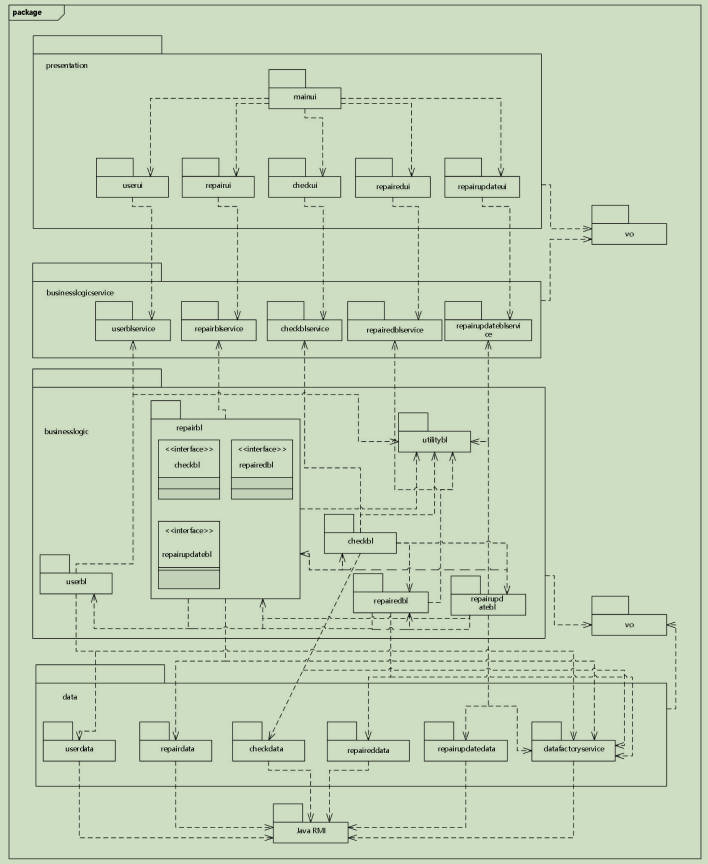 package
presentation
mainui
userui
repairui
checkui
repairedui
repairupdateui
vo
businesslogicservice
userblservice
repairblservice
checkblservice
repairedblservice
repairupdateblservi
ce
businesslogic
repairbl
<<interface>>
checkbl
<<interface>>
repairedbl
utilitybl
<<interface>>
repairupdatebl
checkbl
userbl
repairedbl
repairupd
atebl
vo
data
userdata
repairdata
checkdata
repaireddata
repairupdatedata
datafactoryservice
Java RMI